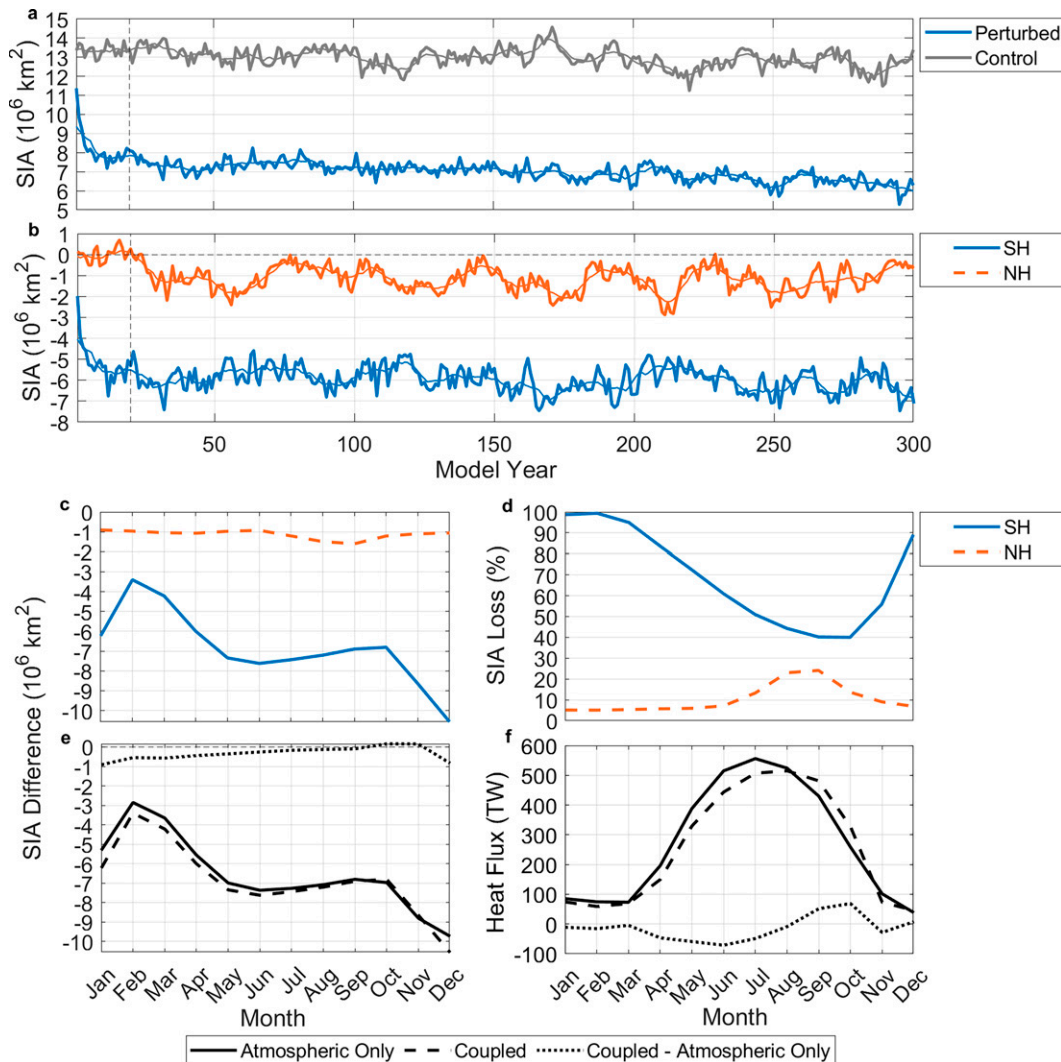 a
15
14
13
12
11
10
9
8
7
6
5
SIA (10⁶ km²)
Perturbed
Control
b
1
0
-1
-2
-3
-4
-5
-6
-7
-8
SIA (10⁶ km²)
50
100
150
200
250
300
Model Year
SH
NH
c
0
-1
-2
-3
-4
-5
-6
-7
-8
-9
-10
SIA Difference (10⁶ km²)
d
100
90
80
70
60
50
40
30
20
10
0
SIA Loss (%)
SH
NH
e
0
-1
-2
-3
-4
-5
-6
-7
-8
-9
-10
Jan Feb Mar Apr May Jun Jul Aug Sep Oct Nov Dec
Month
f
600
500
400
300
200
100
0
-100
Heat Flux (TW)
Jan Feb Mar Apr May Jun Jul Aug Sep Oct Nov Dec
Month
Atmospheric Only Coupled Coupled - Atmospheric Only